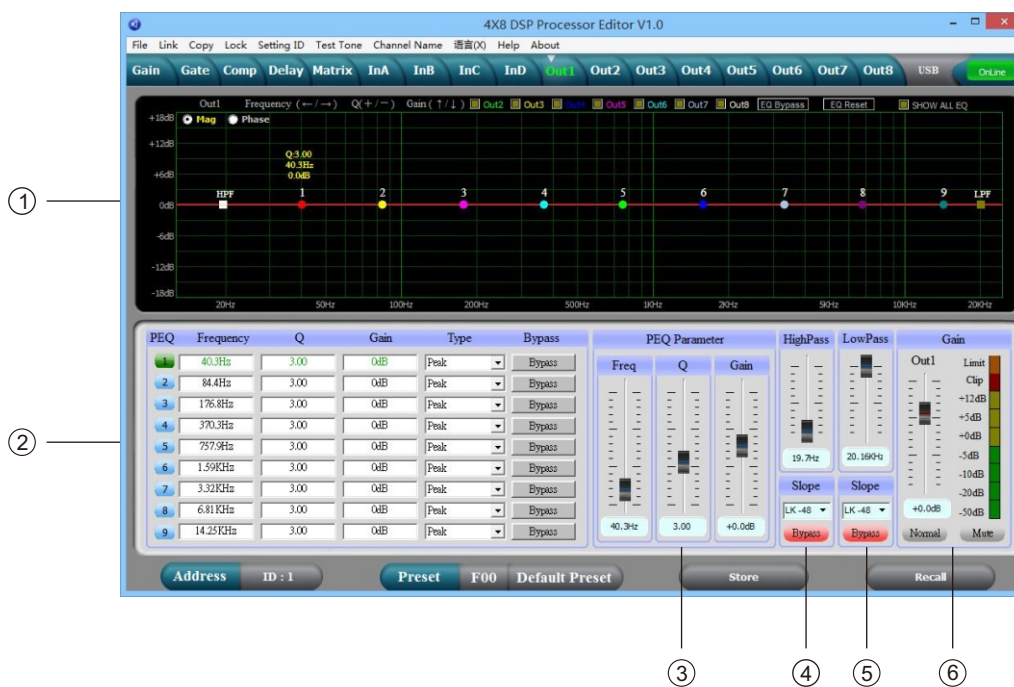 4X8 DSP Processor Editor V1.0
File Link Copy Lock Setting ID Test Tone Channel Name 语言(X) Help About
Gain Gate Comp Delay Matrix InA InB InC InD Out1 Out2 Out3 Out4 Out5 Out6 Out7 Out8 USB OnLine
Out1 Frequency (←/→) Q(+/−) Gain (↑/↓) Out2 Out3 Out4 Out5 Out6 Out7 Out8 EQ Bypass EQ Reset SHOW ALL EQ
+18dB Mag Phase
+12dB
Q:3.00
40.3Hz
+6dB 0.0dB
HPF 1 2 3 4 5 6 7 8 9 LPF
① 0dB
-6dB
-12dB
-18dB
20Hz 50Hz 100Hz 200Hz 500Hz 1KHz 2KHz 5KHz 10KHz 20KHz
PEQ Frequency Q Gain Type Bypass PEQ Parameter HighPass LowPass Gain
Freq Q Gain Out1
1 40.3Hz 3.00 0dB Peak Bypass Limit
2 84.4Hz 3.00 0dB Peak Bypass Clip
3 176.8Hz 3.00 0dB Peak Bypass +12dB
4 370.3Hz 3.00 0dB Peak Bypass +5dB
② 5 757.9Hz 3.00 0dB Peak Bypass +0dB
6 1.59KHz 3.00 0dB Peak Bypass 19.7Hz 20.16KHz -5dB
7 3.32KHz 3.00 0dB Peak Bypass Slope Slope -10dB
-20dB
8 6.81KHz 3.00 0dB Peak Bypass LK -48 LK -48 +0.0dB -50dB
9 14.25KHz 3.00 0dB Peak Bypass 40.3Hz 3.00 +0.0dB Bypass Bypass Normal Mute
Address ID : 1 Preset F00 Default Preset Store Recall
③ ④ ⑤ ⑥